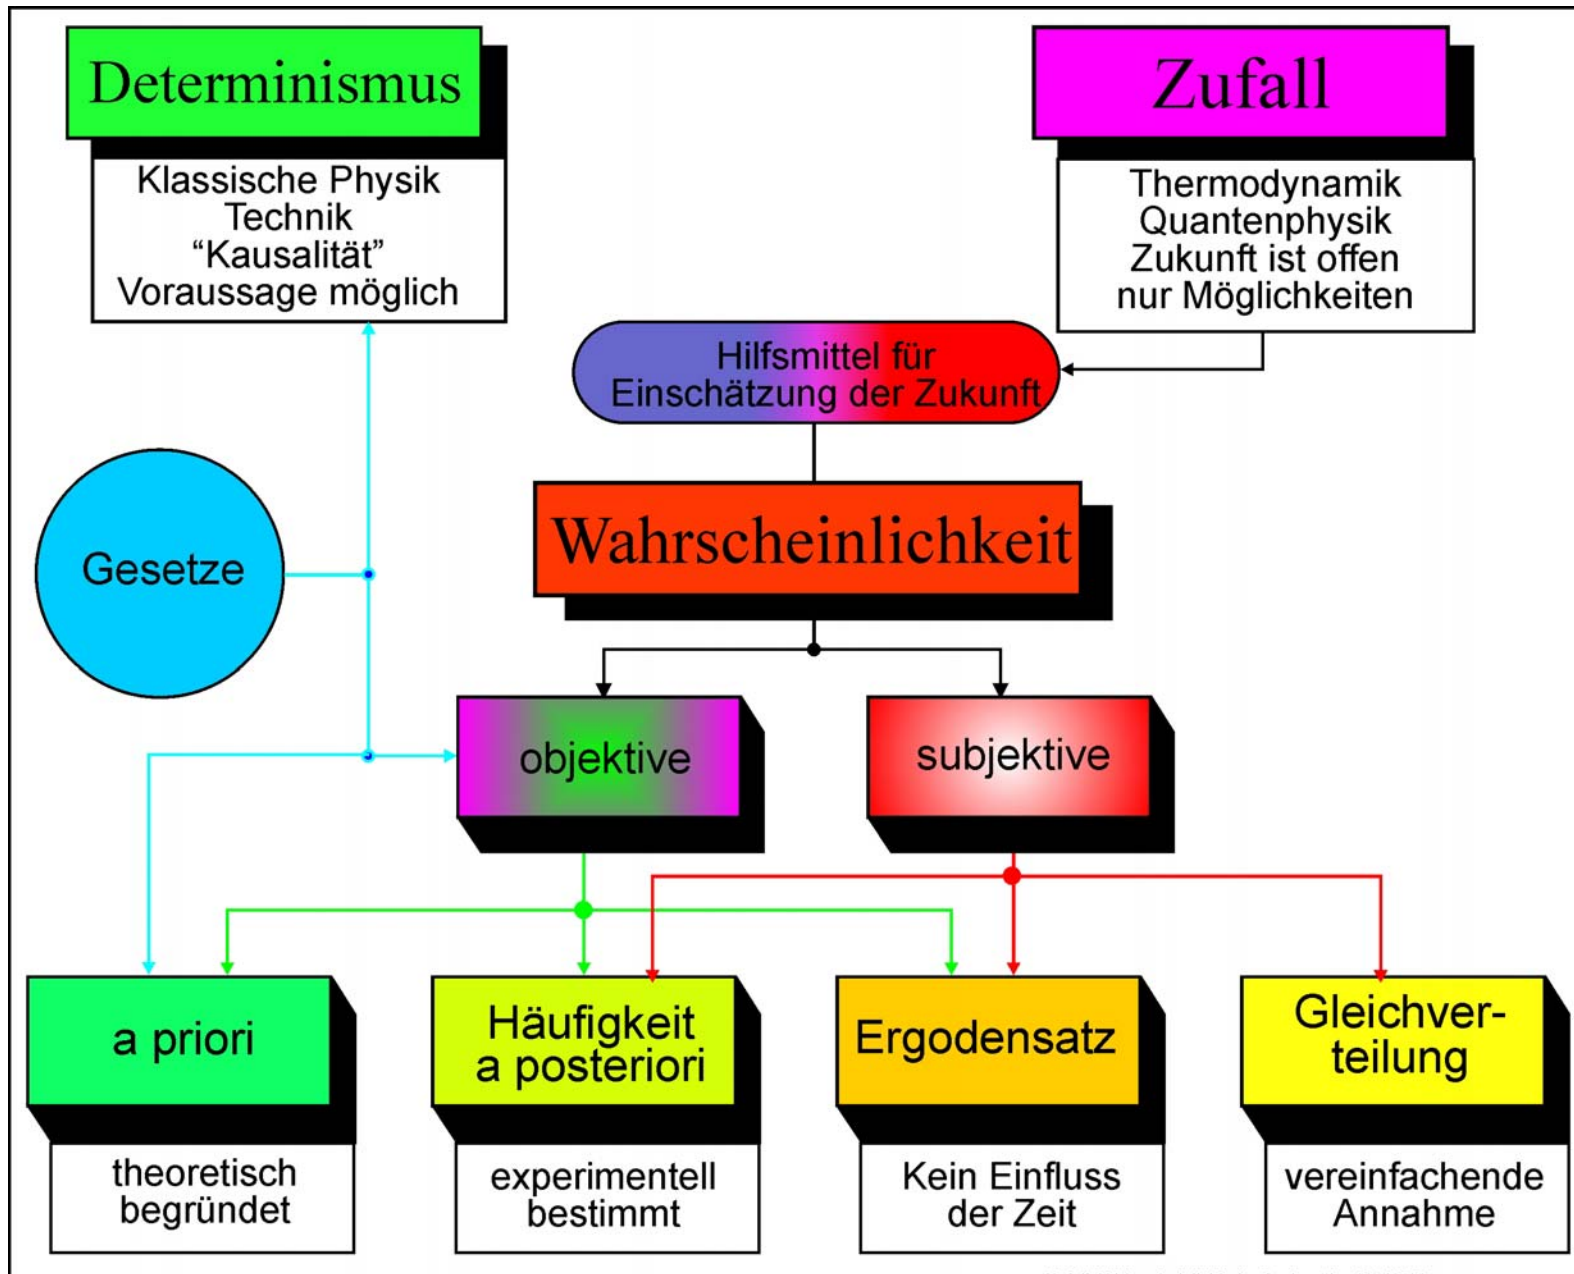 Determinismus
Klassische Physik
Technik
“Kausalität”
Voraussage möglich
Zufall
Thermodynamik
Quantenphysik
Zukunft ist offen
nur Möglichkeiten
Hilfsmittel für
Einschätzung der Zukunft
Gesetze
Wahrscheinlichkeit
objektive
subjektive
a priori
theoretisch
begründet
Häufigkeit
a posteriori
experimentell
bestimmt
Ergodensatz
Kein Einfluss
der Zeit
Gleichver-
teilung
vereinfachende
Annahme